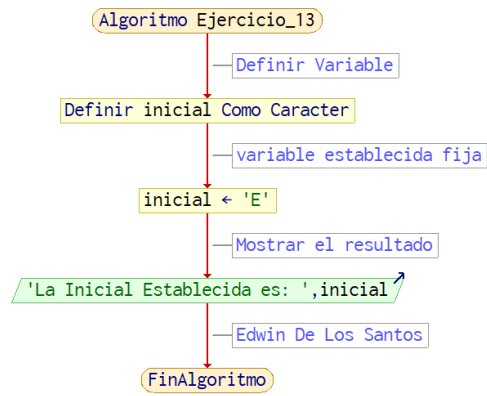 Algoritmo Ejercicio_13
Definir Variable
Definir inicial Como Caracter
variable establecida fija
inicial ← 'E'
Mostrar el resultado
'La Inicial Establecida es: ',inicial
Edwin De Los Santos
FinAlgoritmo